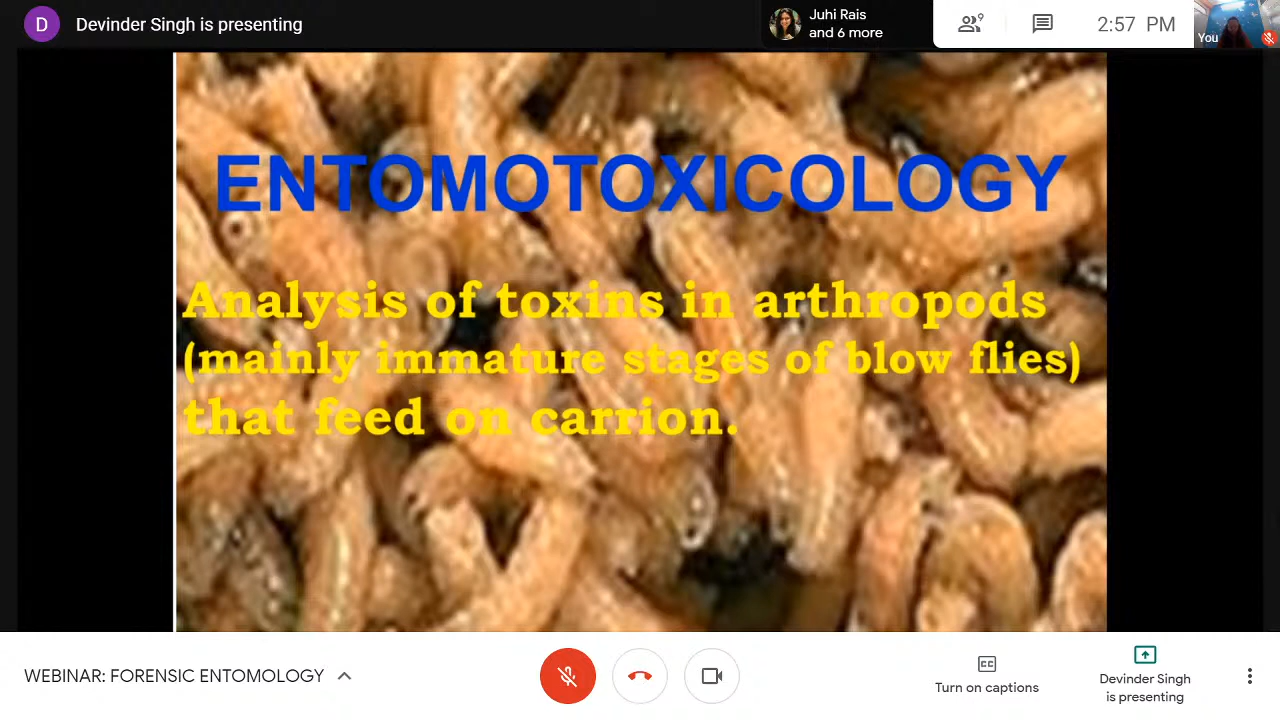 D
Devinder Singh is presenting
Juhi Rais
and 6 more
9
2:57 PM
You
ENTOMOTOXICOLOGY
Analysis of toxins in arthropods
(mainly immature stages of blow flies)
that feed on carrion.
WEBINAR: FORENSIC ENTOMOLOGY
CC
Turn on captions
Devinder Singh
is presenting